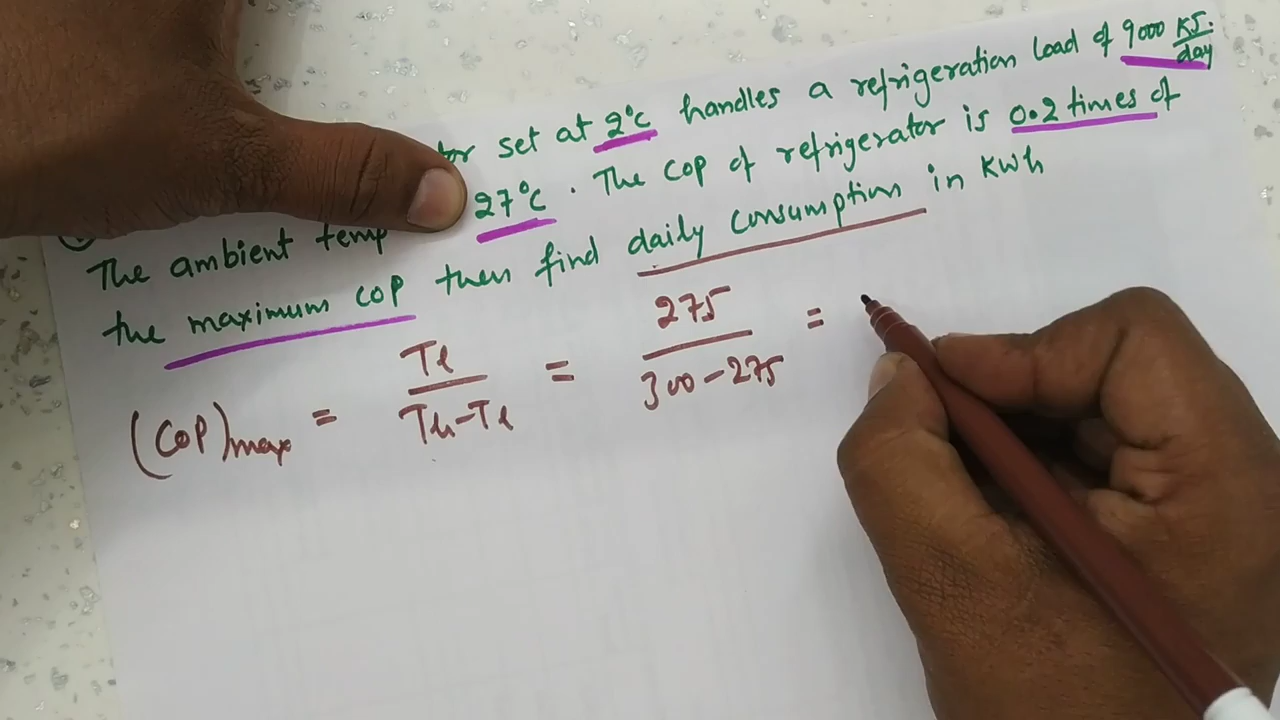 set at 2°C handles a refrigeration load of 9000 KJ/day
The ambient temp 27°C. The COP of refrigerator is 0.2 times of
the maximum COP then find daily consumption in KWh
(COP)max = Tl / Th-Tl = 275 / 300-275 =